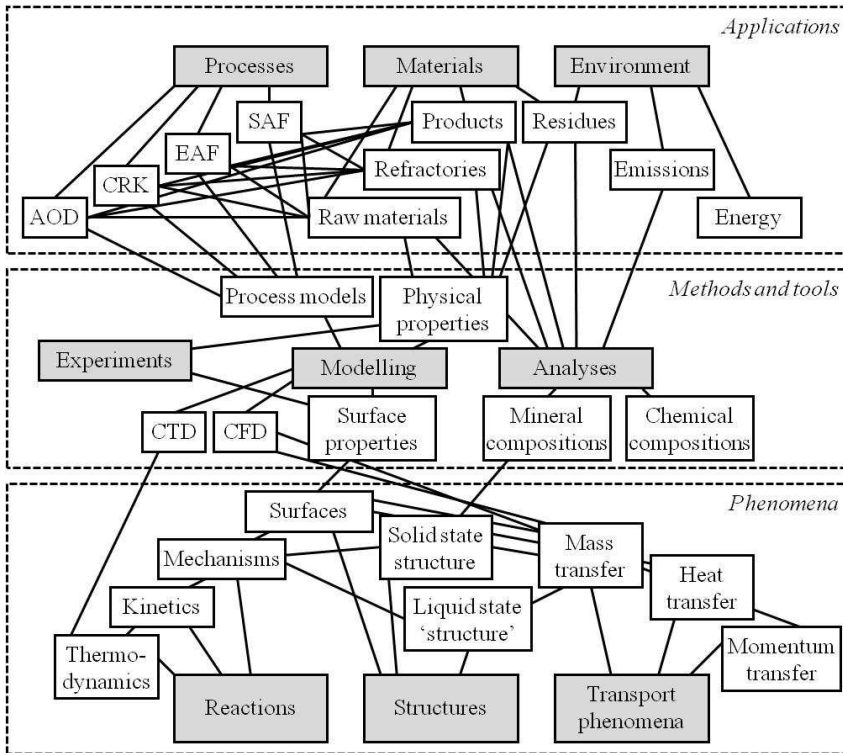 Applications
Processes
Materials
Environment
SAF
Products
Residues
EAF
Refractories
Emissions
CRK
AOD
Raw materials
Energy
Methods and tools
Process models
Physical
properties
Experiments
Modelling
Analyses
CTD
CFD
Surface
properties
Mineral
compositions
Chemical
compositions
Phenomena
Surfaces
Solid state
structure
Mass
transfer
Mechanisms
Heat
transfer
Kinetics
Liquid state
‘structure’
Thermo-
dynamics
Momentum
transfer
Reactions
Structures
Transport
phenomena